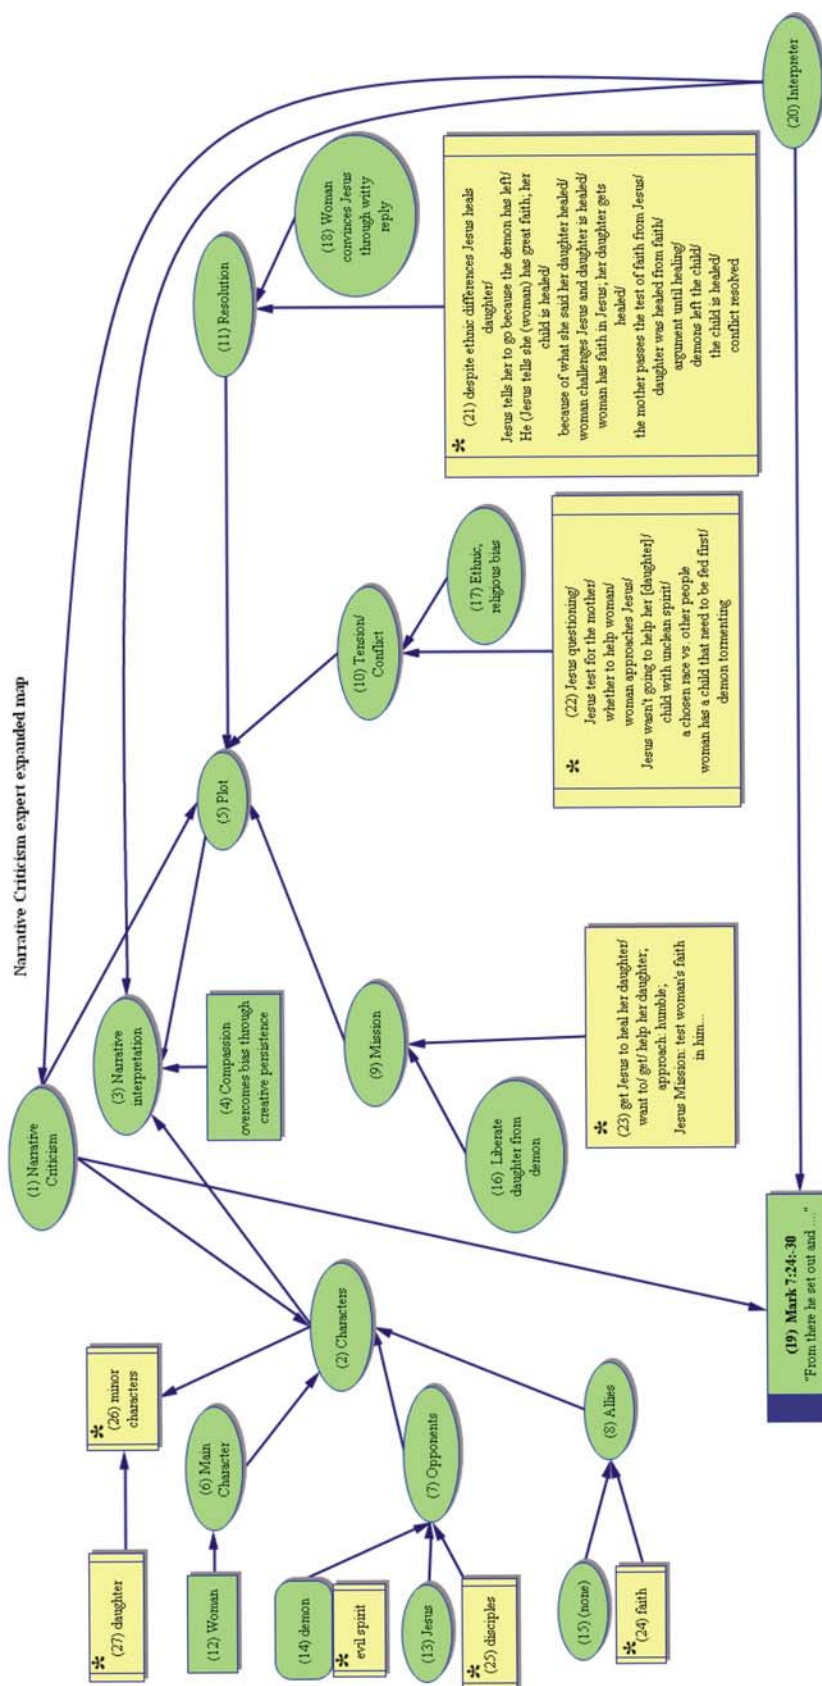 Narrative Criticism expert expanded map
(1) Narrative
Criticism
(20) Interpreter
(3) Narrative
interpretation
(4) Compassion
overcomes bias through
creative persistence
(5) Plot
(11) Resolution
(18) Woman
convinces Jesus
through witty
reply
*
(21) despite ethnic differences Jesus heals
daughter/
Jesus tells her to go because the demon has left/
He (Jesus tells she (woman) has great faith; her
child is healed/
because of what she said her daughter healed/
woman challenges Jesus and daughter is healed/
woman has faith in Jesus; her daughter gets
healed/
the mother passes the test of faith from Jesus/
daughter was healed from faith/
argument until healing/
demons left the child/
the child is healed/
conflict resolved
(10) Tension/
Conflict
(17) Ethnic,
religious bias
*
(22) Jesus questioning/
Jesus test for the mother/
whether to help woman/
woman approaches Jesus/
Jesus wasn't going to help her [daughter]/
child with unclean spirit/
a chosen race vs. other people
woman has a child that need to be fed first/
demon tormenting
(9) Mission
(16) Liberate
daughter from
demon
*
(23) get Jesus to heal her daughter/
want to/ get/ help her daughter;
approach: humble;
Jesus Mission: test woman's faith
in him...
(2) Characters
*
(26) minor
characters
*
(27) daughter
(6) Main
Character
(12) Woman
(7) Opponents
(14) demon
*
evil spirit
(13) Jesus
*
(25) disciples
(8) Allies
(15) (none)
*
(24) faith
(19) Mark 7:24:-30
"From there he set out and ...."